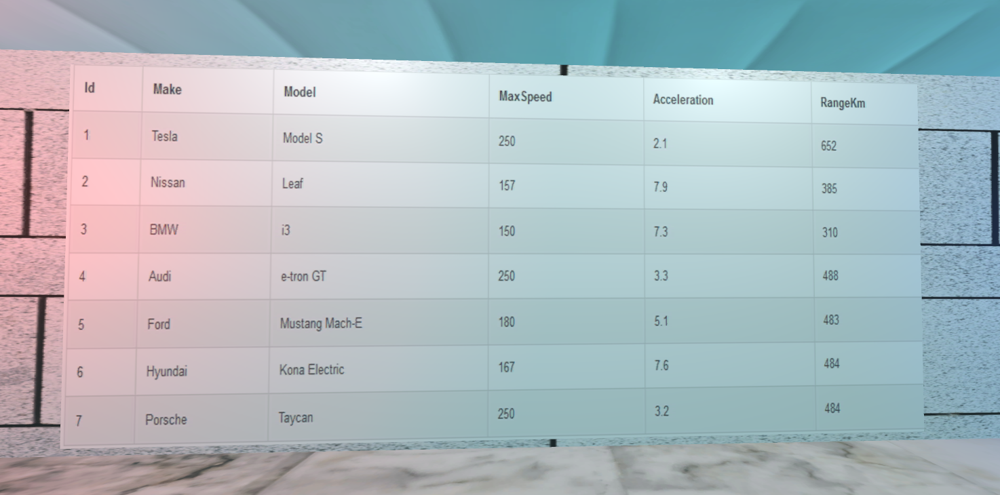 Id Make Model MaxSpeed Acceleration RangeKm
1 Tesla Model S 250 2.1 652
2 Nissan Leaf 157 7.9 385
3 BMW i3 150 7.3 310
4 Audi e-tron GT 250 3.3 488
5 Ford Mustang Mach-E 180 5.1 483
6 Hyundai Kona Electric 167 7.6 484
7 Porsche Taycan 250 3.2 484